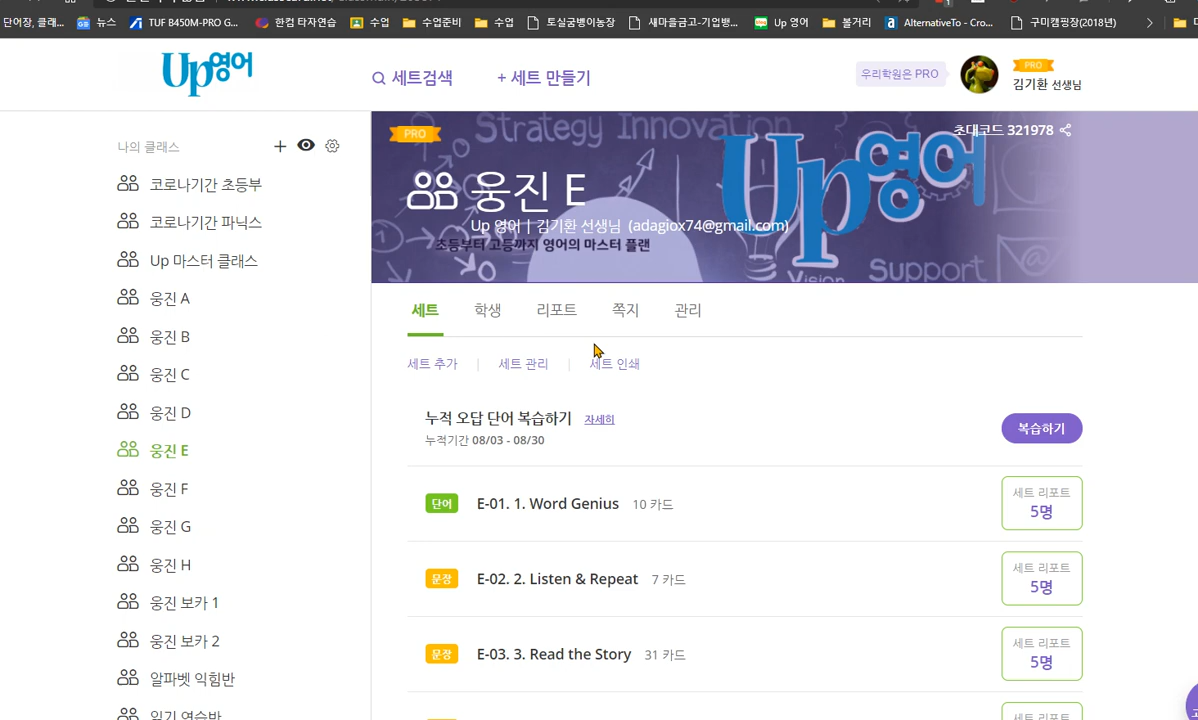 단어장, 클래...
뉴스
TUF B450M-PRO G...
한컴 타자연습
수업
수업준비
수업
토실금뱅이농장
새마을금고-기업뱅...
Up 영어
볼거리
AlternativeTo - Cro...
구미캠핑장(2018년)
Up영어
세트검색
+ 세트 만들기
우리학원은 PRO
PRO
김기환 선생님
나의 클래스
코로나기간 초등부
코로나기간 파닉스
Up 마스터 클래스
웅진 A
웅진 B
웅진 C
웅진 D
웅진 E
웅진 F
웅진 G
웅진 H
웅진 보카 1
웅진 보카 2
알파벳 익힘반
읽기 연습반
PRO
Strategy Innovation
초대코드 321978
웅진 E
Up영어
Up 영어 | 김기환 선생님 (adagiox74@gmail.com)
초등부터 고등까지 영어의 마스터 플랜
Vision
Support
세트
학생
리포트
쪽지
관리
세트 추가
세트 관리
세트 인쇄
누적 오답 단어 복습하기 자세히
누적기간 08/03 - 08/30
복습하기
단어 E-01. 1. Word Genius 10 카드
세트 리포트
5명
문장 E-02. 2. Listen & Repeat 7 카드
세트 리포트
5명
문장 E-03. 3. Read the Story 31 카드
세트 리포트
5명
세트 리포트